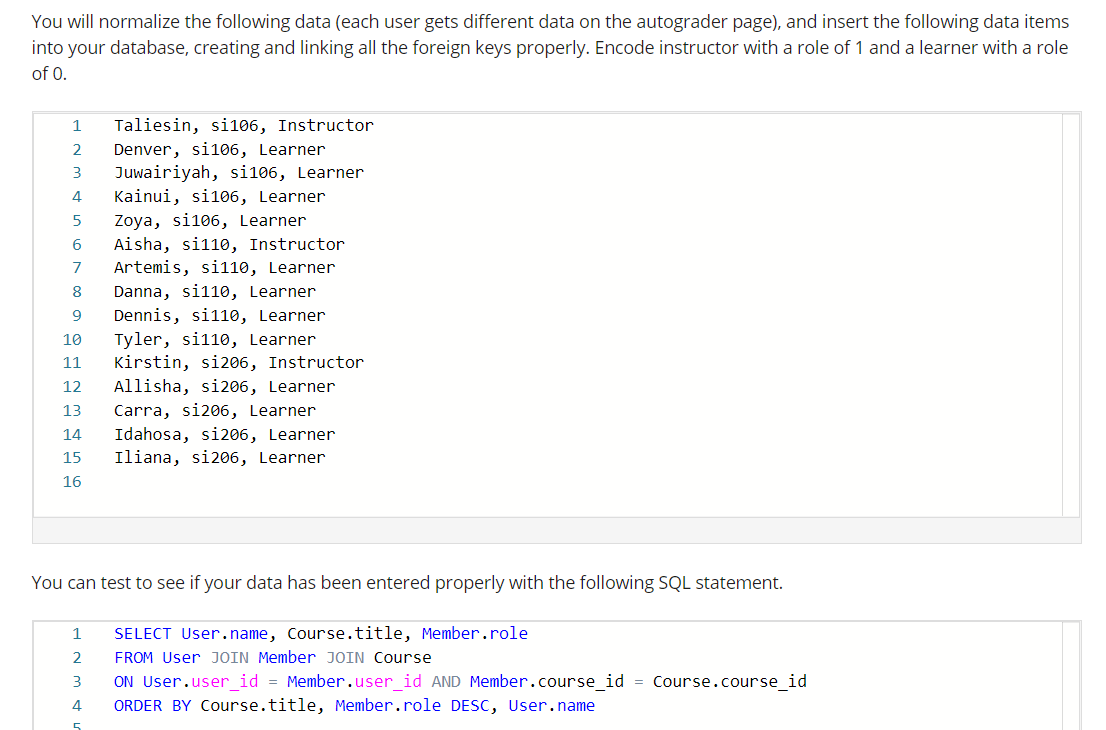 You will normalize the following data (each user gets different data on the autograder page), and insert the following data items
into your database, creating and linking all the foreign keys properly. Encode instructor with a role of 1 and a learner with a role
of 0.
1 Taliesin, si106, Instructor
2 Denver, si106, Learner
3 Juwairiyah, si106, Learner
4 Kainui, si106, Learner
5 Zoya, si106, Learner
6 Aisha, si110, Instructor
7 Artemis, si110, Learner
8 Danna, si110, Learner
9 Dennis, si110, Learner
10 Tyler, si110, Learner
11 Kirstin, si206, Instructor
12 Allisha, si206, Learner
13 Carra, si206, Learner
14 Idahosa, si206, Learner
15 Iliana, si206, Learner
16
You can test to see if your data has been entered properly with the following SQL statement.
1 SELECT User.name, Course.title, Member.role
2 FROM User JOIN Member JOIN Course
3 ON User.user_id = Member.user_id AND Member.course_id = Course.course_id
4 ORDER BY Course.title, Member.role DESC, User.name
5